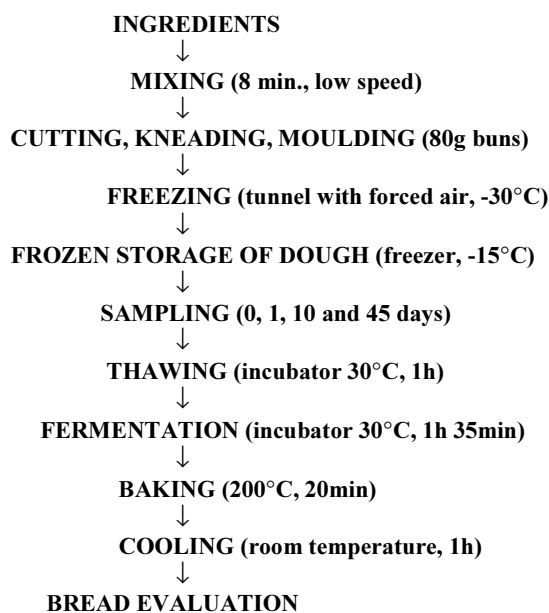 INGREDIENTS
↓
MIXING (8 min., low speed)
↓
CUTTING, KNEADING, MOULDING (80g buns)
↓
FREEZING (tunnel with forced air, -30°C)
↓
FROZEN STORAGE OF DOUGH (freezer, -15°C)
↓
SAMPLING (0, 1, 10 and 45 days)
↓
THAWING (incubator 30°C, 1h)
↓
FERMENTATION (incubator 30°C, 1h 35min)
↓
BAKING (200°C, 20min)
↓
COOLING (room temperature, 1h)
↓
BREAD EVALUATION